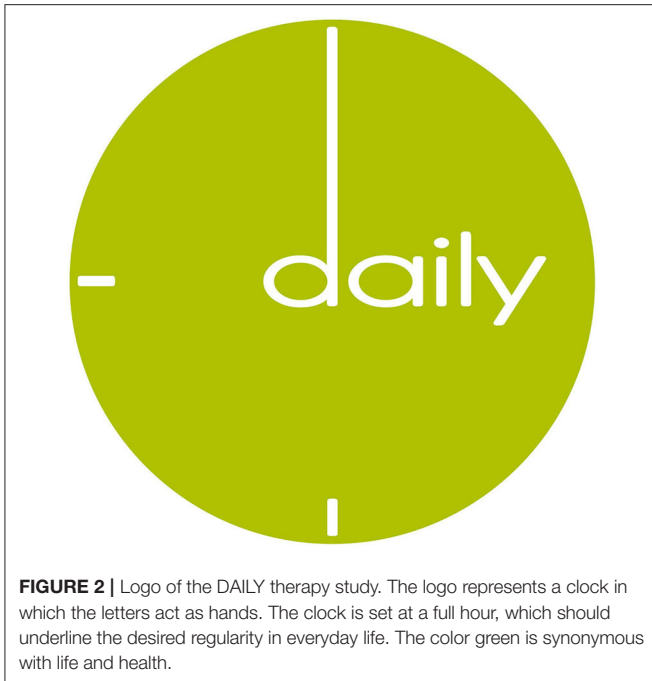 daily
FIGURE 2 | Logo of the DAILY therapy study. The logo represents a clock in
which the letters act as hands. The clock is set at a full hour, which should
underline the desired regularity in everyday life. The color green is synonymous
with life and health.